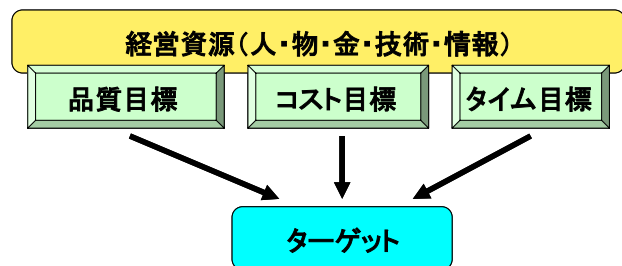 経営資源（人・物・金・技術・情報）
品質目標
コスト目標
タイム目標
ターゲット